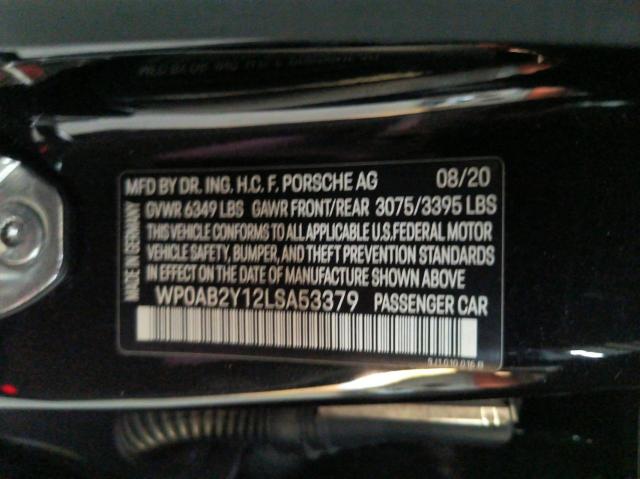 MFD BY DR. ING. H.C. F. PORSCHE AG 08/20
GVWR 6349 LBS GAWR FRONT/REAR 3075/3395 LBS
THIS VEHICLE CONFORMS TO ALL APPLICABLE U.S.FEDERAL MOTOR
VEHICLE SAFETY, BUMPER, AND THEFT PREVENTION STANDARDS
IN EFFECT ON THE DATE OF MANUFACTURE SHOWN ABOVE
WP0AB2Y12LSA53379 PASSENGER CAR
MADE IN GERMANY